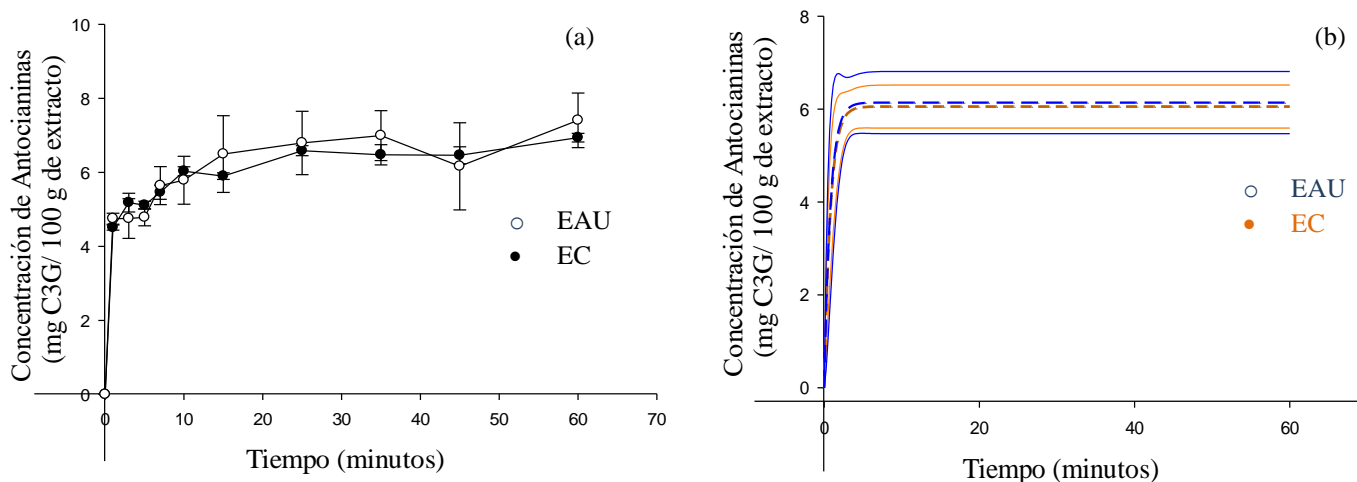 (a)
Concentración de Antocianinas
(mg C3G/ 100 g de extracto)
10
8
6
4
2
0
0
10
20
30
40
50
60
70
Tiempo (minutos)
EAU
EC
(b)
Concentración de Antocianinas
(mg C3G/ 100 g de extracto)
8
6
4
2
0
0
20
40
60
Tiempo (minutos)
EAU
EC